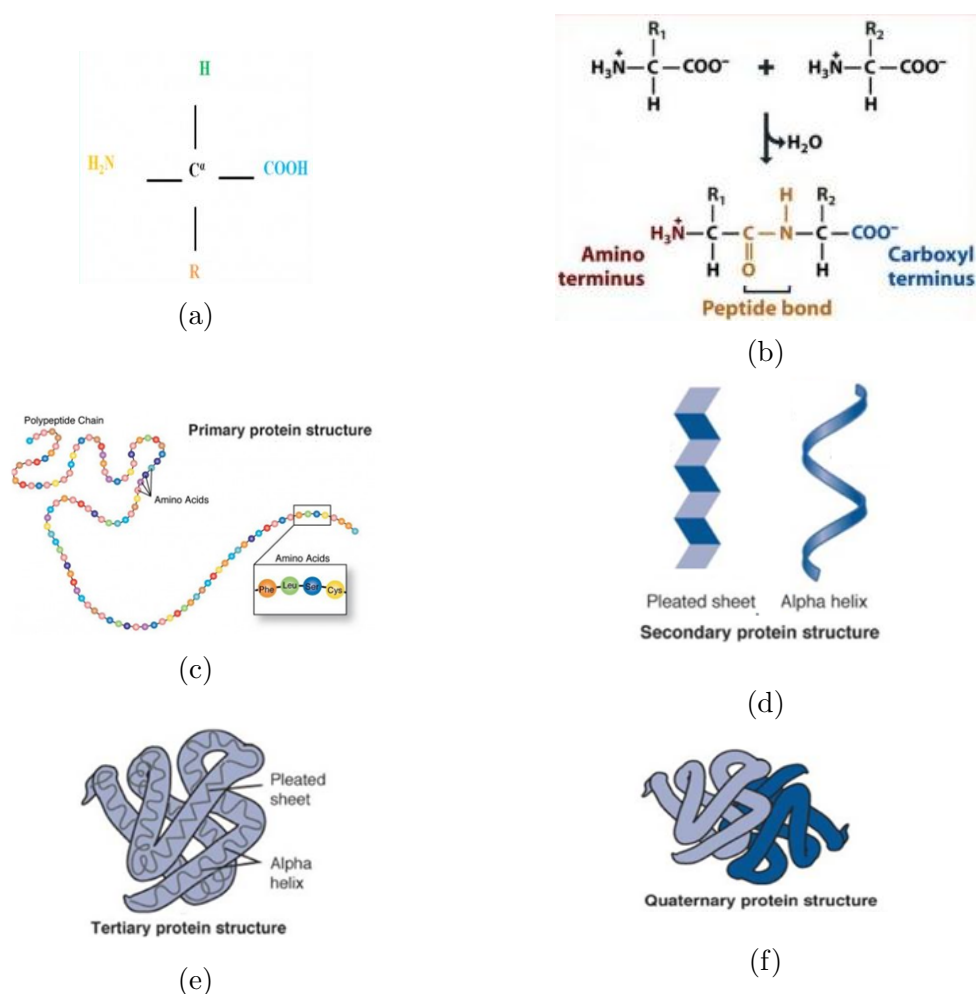 H
H₂N
Cᵅ
COOH
R
(a)
R₁
R₂
H₃N⁺—C—COO⁻ + H₃N⁺—C—COO⁻
H
H
H₂O
R₁
H
R₂
H₃N⁺—C—C—N—C—COO⁻
Amino terminus
H
O
H
Carboxyl terminus
Peptide bond
(b)
Polypeptide Chain
Primary protein structure
Amino Acids
Amino Acids
Phe Leu Ser Cys
(c)
Pleated sheet
Alpha helix
Secondary protein structure
(d)
Pleated
sheet
Alpha
helix
Tertiary protein structure
(e)
Quaternary protein structure
(f)